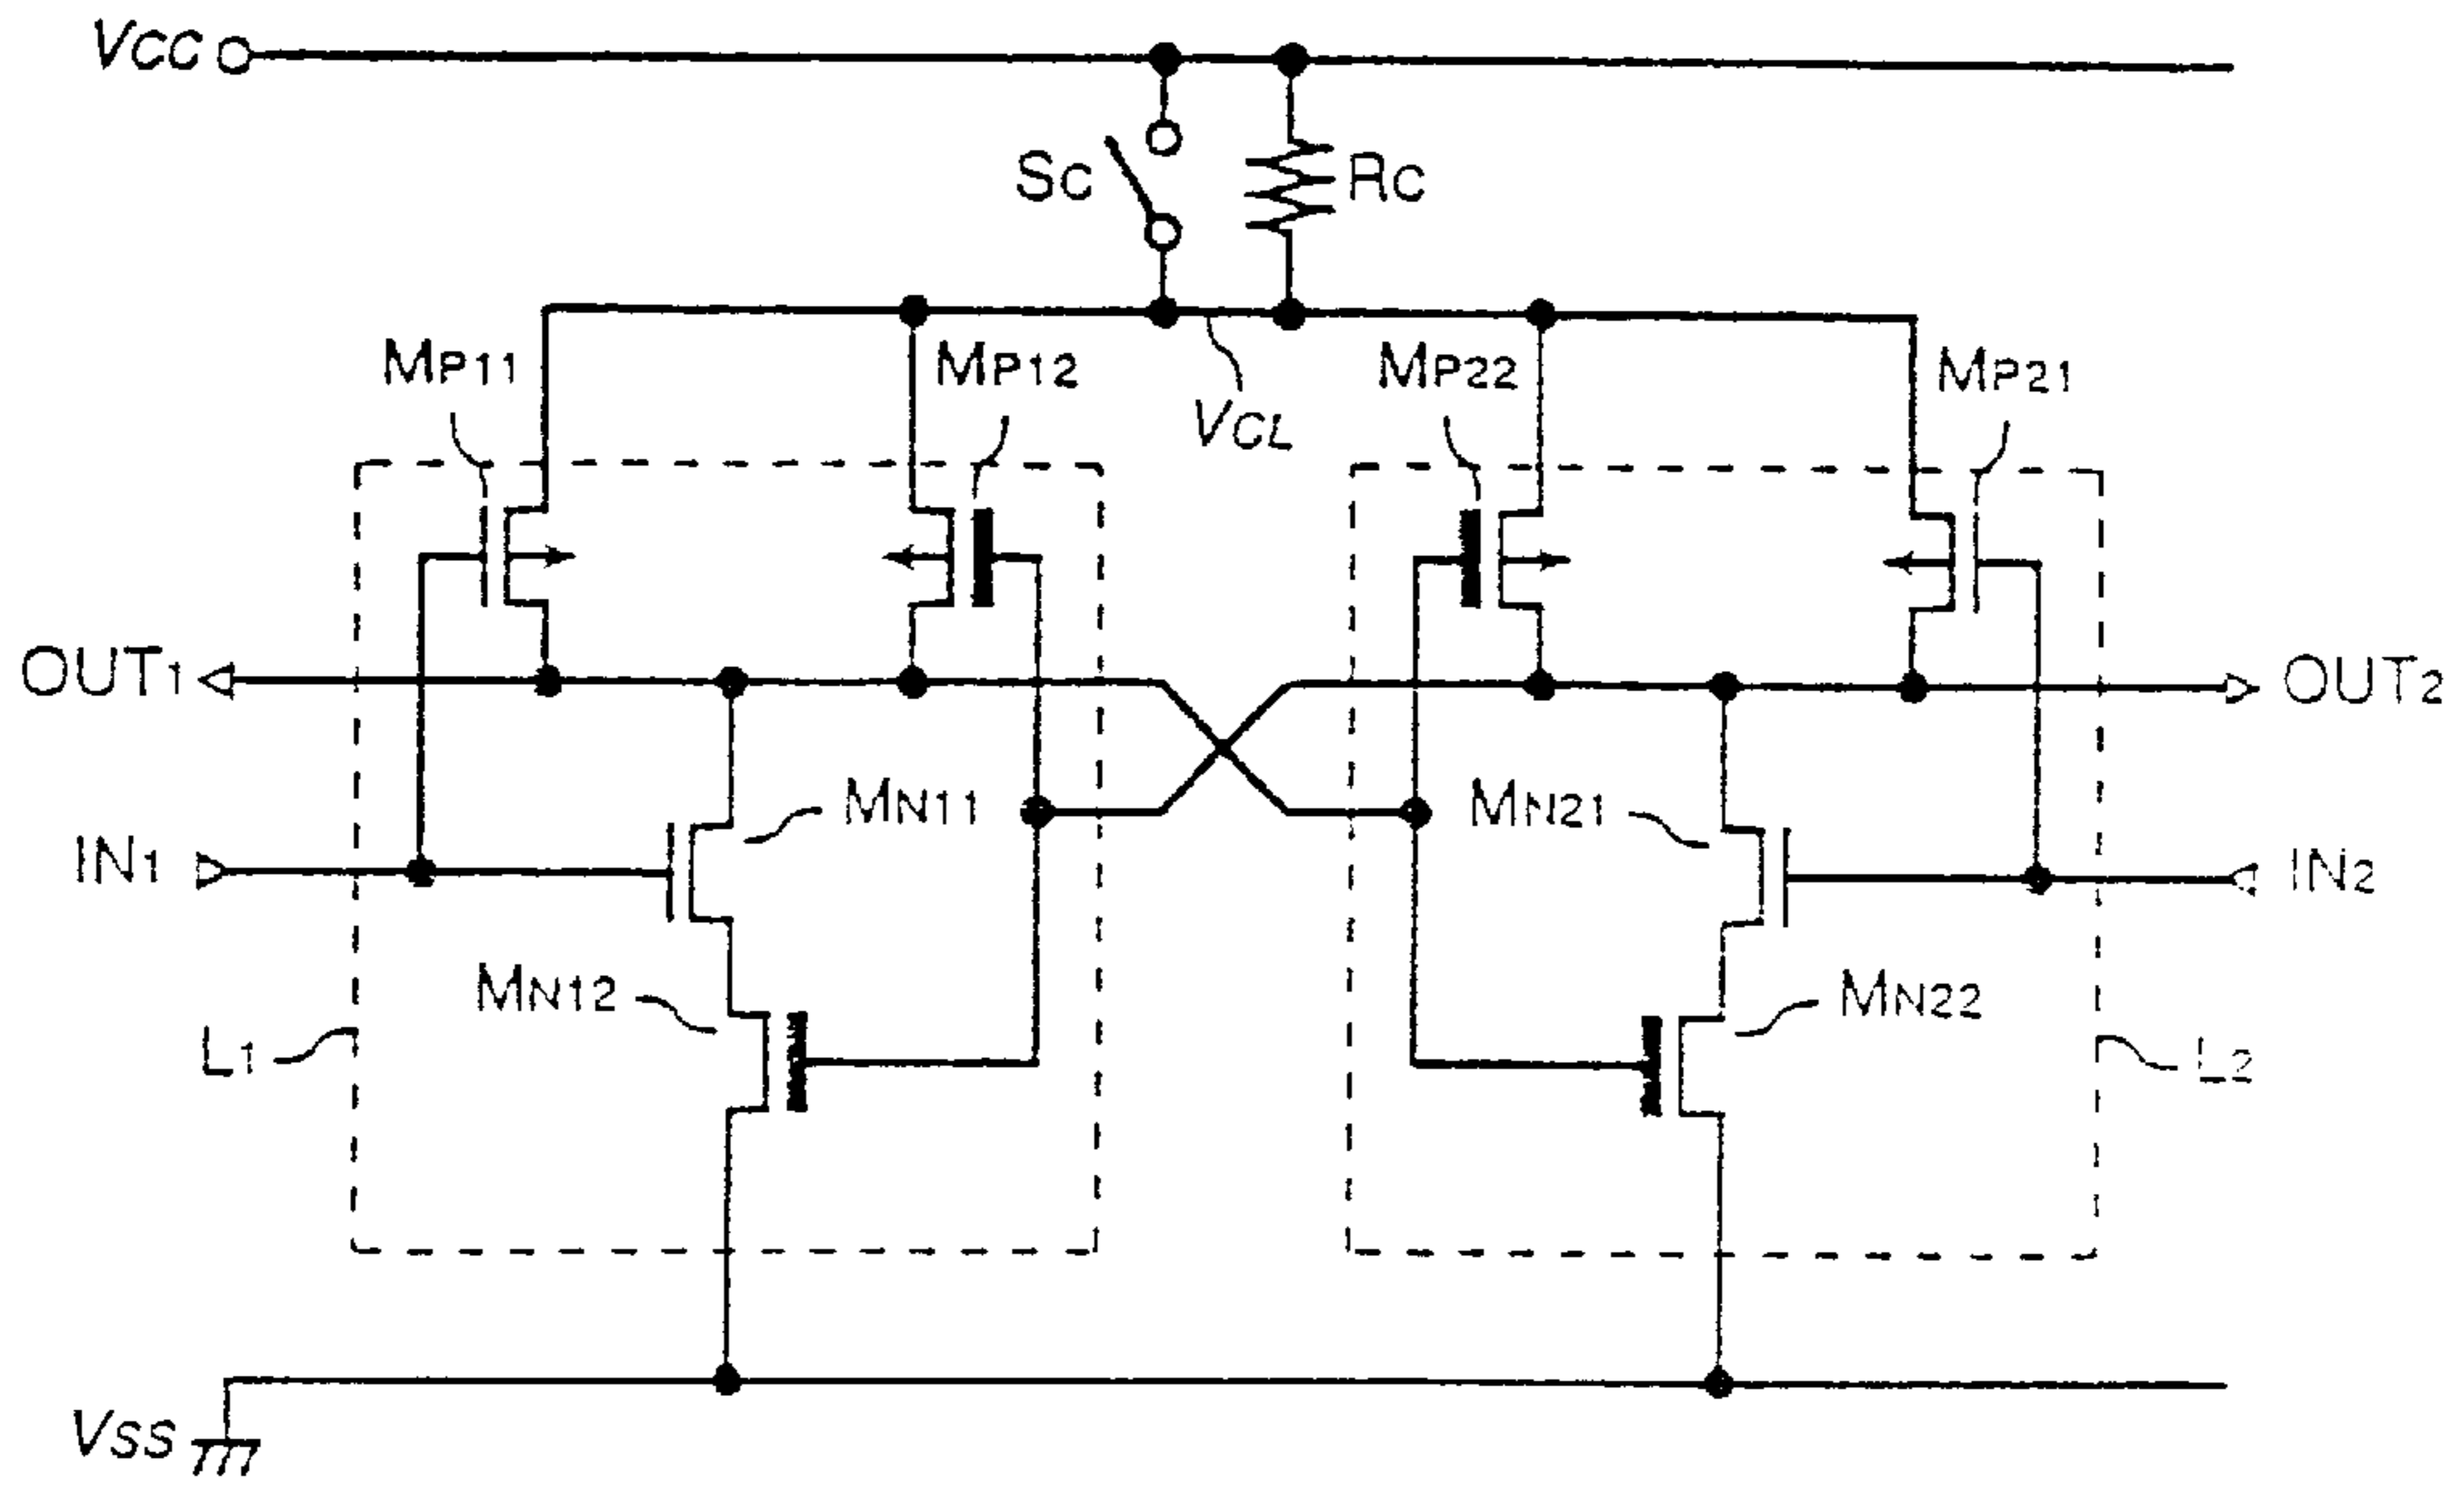 VCC
SC
RC
MP11
MP12
MP22
MP21
VCL
OUT1
OUT2
MN11
MN21
IN1
IN2
MN12
MN22
L1
L2
VSS